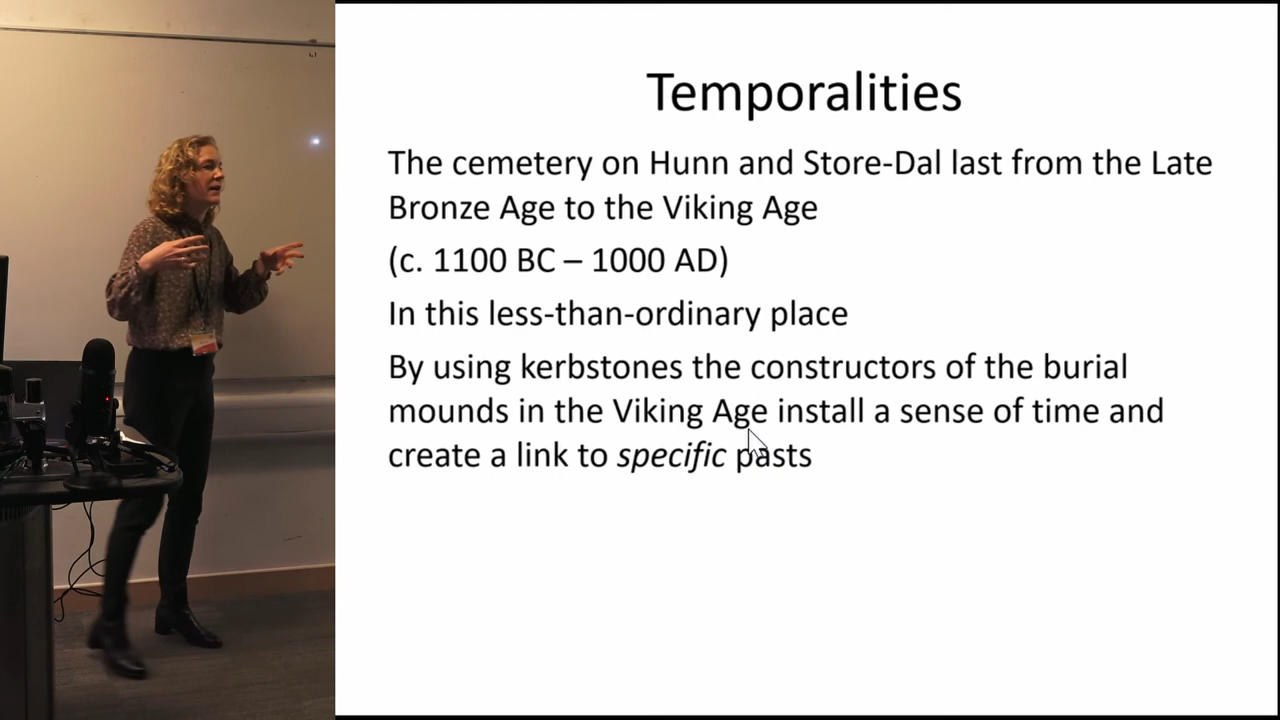 Temporalities
The cemetery on Hunn and Store-Dal last from the Late
Bronze Age to the Viking Age
(c. 1100 BC – 1000 AD)
In this less-than-ordinary place
By using kerbstones the constructors of the burial
mounds in the Viking Age install a sense of time and
create a link to specific pasts